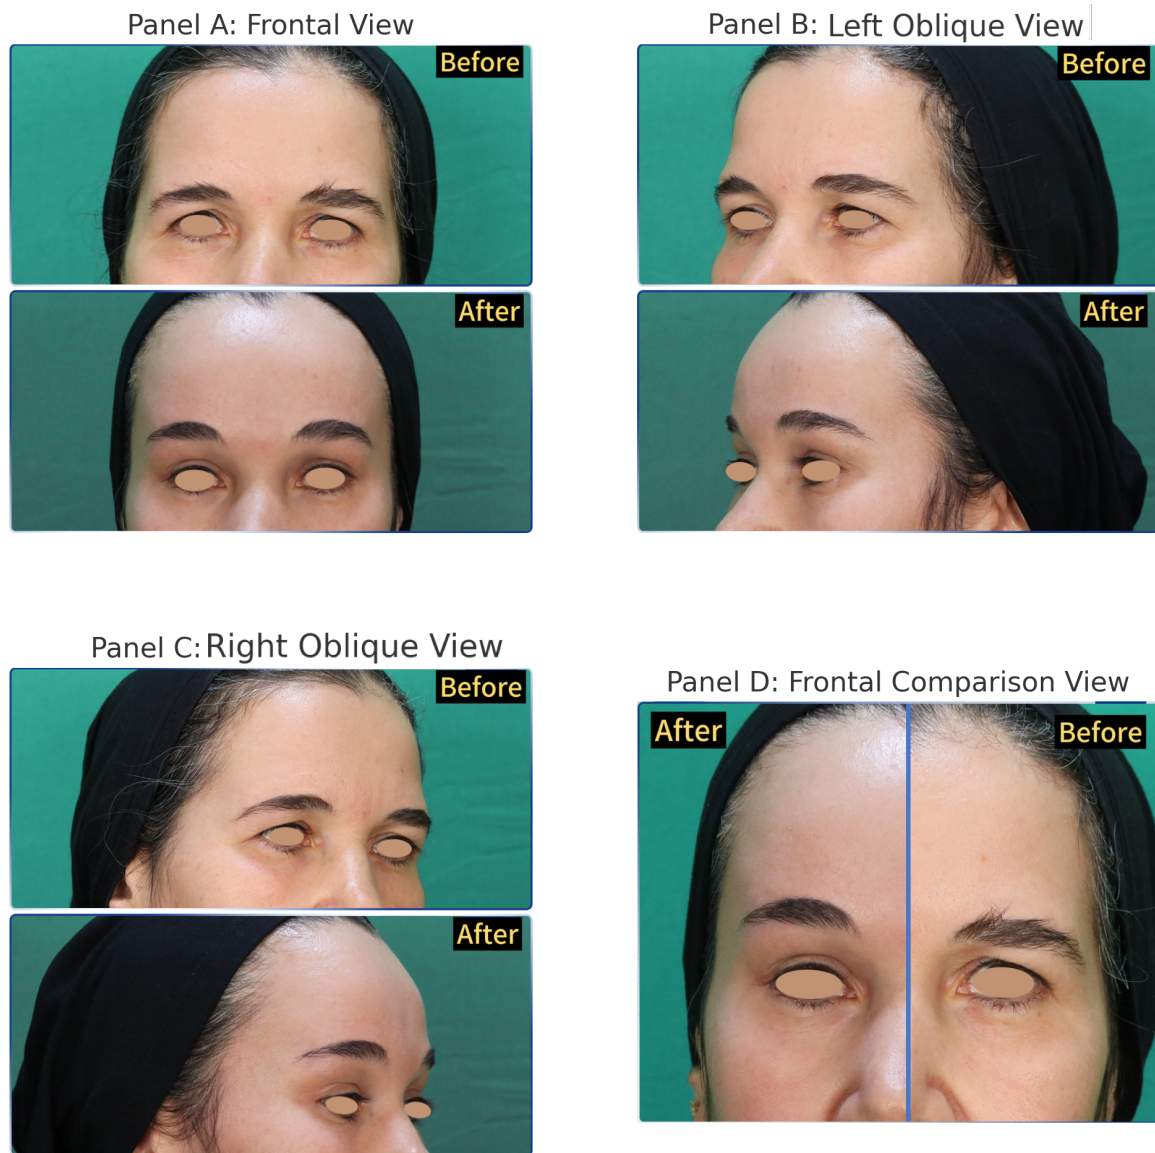 Panel A: Frontal View
Before
After
Panel B: Left Oblique View
Before
After
Panel C: Right Oblique View
Before
After
Panel D: Frontal Comparison View
After
Before